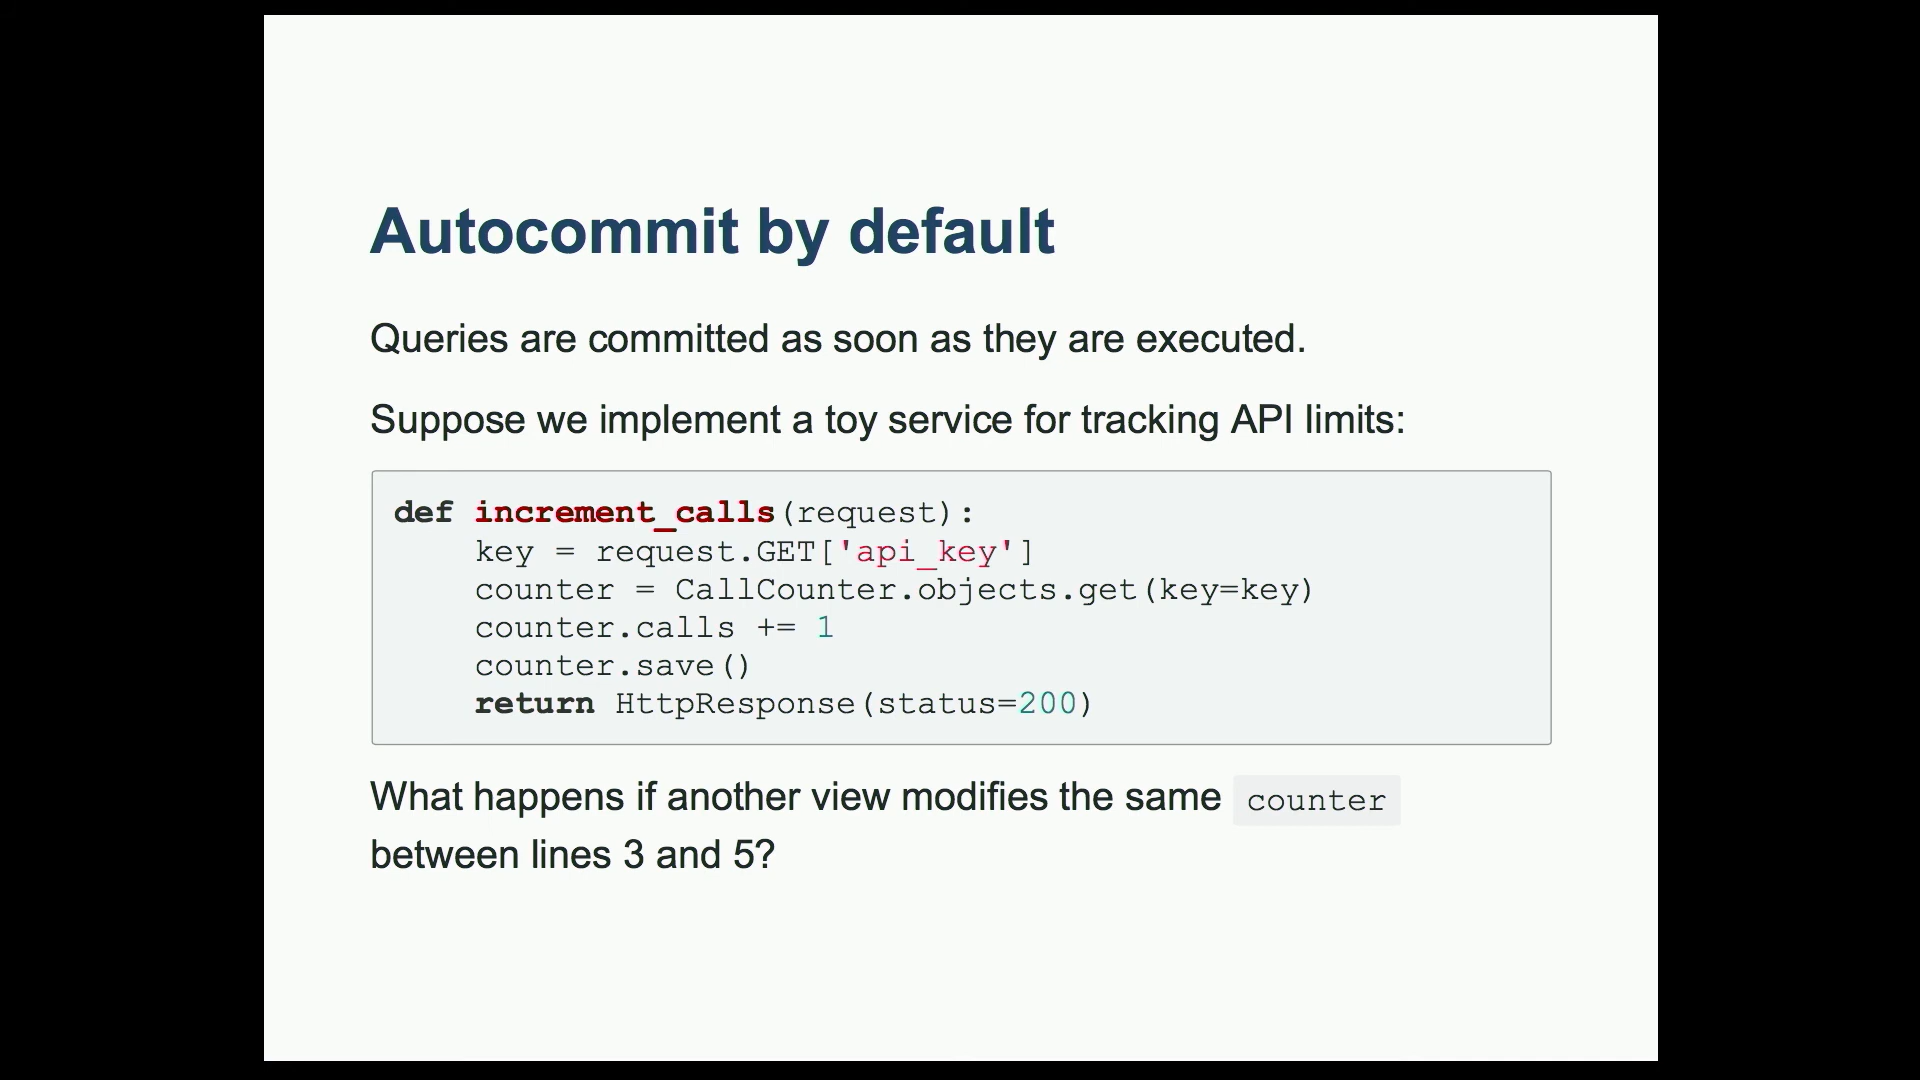 Autocommit by default
Queries are committed as soon as they are executed.
Suppose we implement a toy service for tracking API limits:
def increment_calls(request):
    key = request.GET['api_key']
    counter = CallCounter.objects.get(key=key)
    counter.calls += 1
    counter.save()
    return HttpResponse(status=200)
What happens if another view modifies the same counter
between lines 3 and 5?